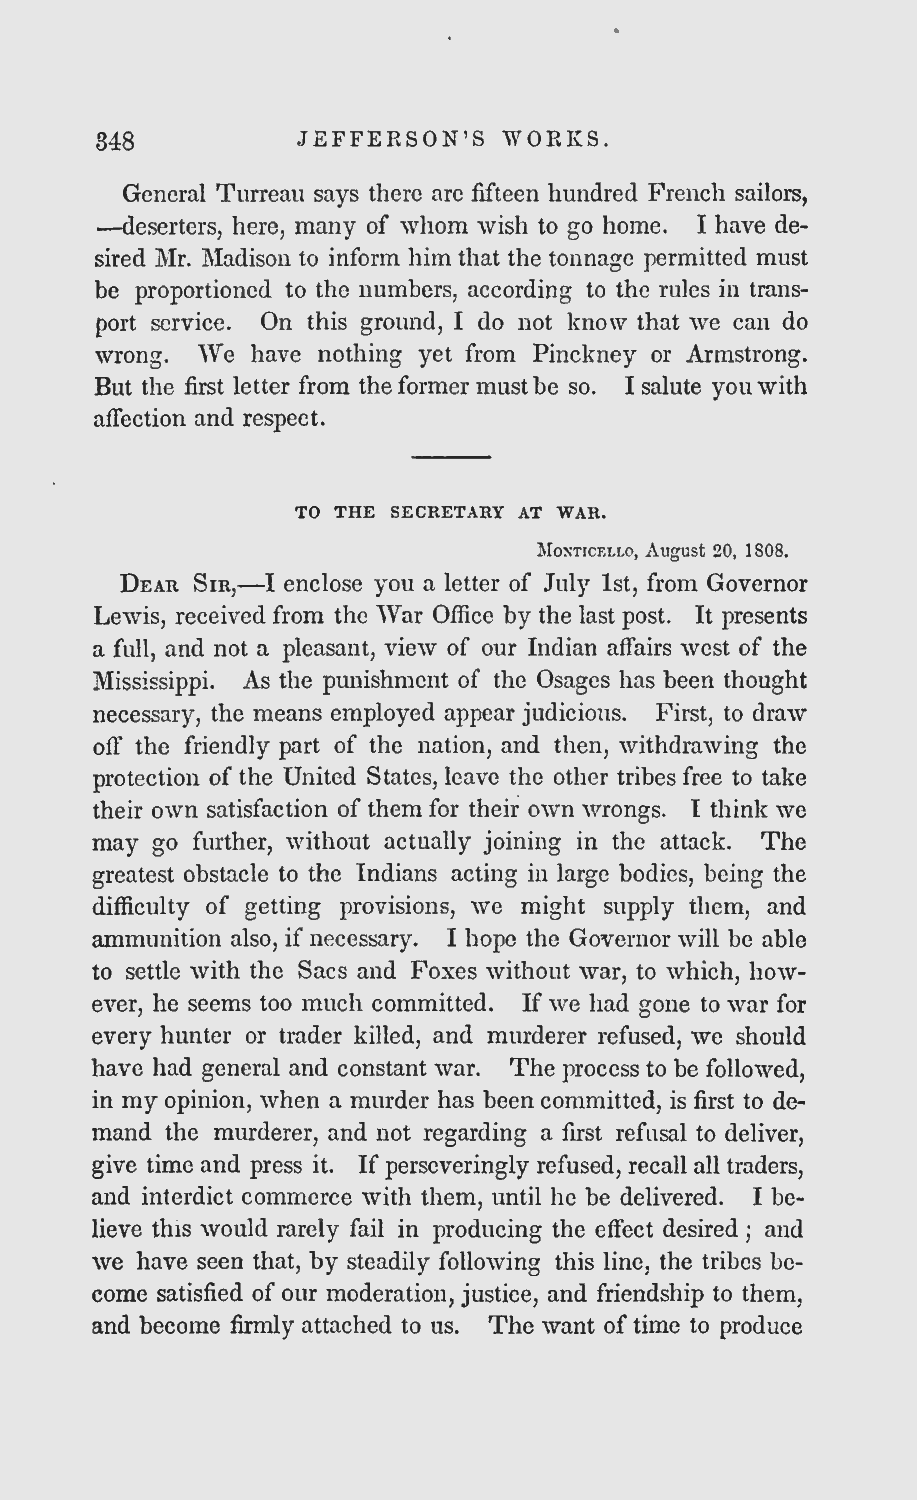 348 JEFFERSON'S WORKS.
General Turreau says there are fifteen hundred French sailors,
—deserters, here, many of whom wish to go home. I have de-
sired Mr. Madison to inform him that the tonnage permitted must
be proportioned to the numbers, according to the rules in trans-
port service. On this ground, I do not know that we can do
wrong. We have nothing yet from Pinckney or Armstrong.
But the first letter from the former must be so. I salute you with
affection and respect.
TO THE SECRETARY AT WAR.
Monticello, August 20, 1808.
Dear Sir,—I enclose you a letter of July 1st, from Governor
Lewis, received from the War Office by the last post. It presents
a full, and not a pleasant, view of our Indian affairs west of the
Mississippi. As the punishment of the Osages has been thought
necessary, the means employed appear judicious. First, to draw
off the friendly part of the nation, and then, withdrawing the
protection of the United States, leave the other tribes free to take
their own satisfaction of them for their own wrongs. I think we
may go further, without actually joining in the attack. The
greatest obstacle to the Indians acting in large bodies, being the
difficulty of getting provisions, we might supply them, and
ammunition also, if necessary. I hope the Governor will be able
to settle with the Sacs and Foxes without war, to which, how-
ever, he seems too much committed. If we had gone to war for
every hunter or trader killed, and murderer refused, we should
have had general and constant war. The process to be followed,
in my opinion, when a murder has been committed, is first to de-
mand the murderer, and not regarding a first refusal to deliver,
give time and press it. If perseveringly refused, recall all traders,
and interdict commerce with them, until he be delivered. I be-
lieve this would rarely fail in producing the effect desired; and
we have seen that, by steadily following this line, the tribes be-
come satisfied of our moderation, justice, and friendship to them,
and become firmly attached to us. The want of time to produce